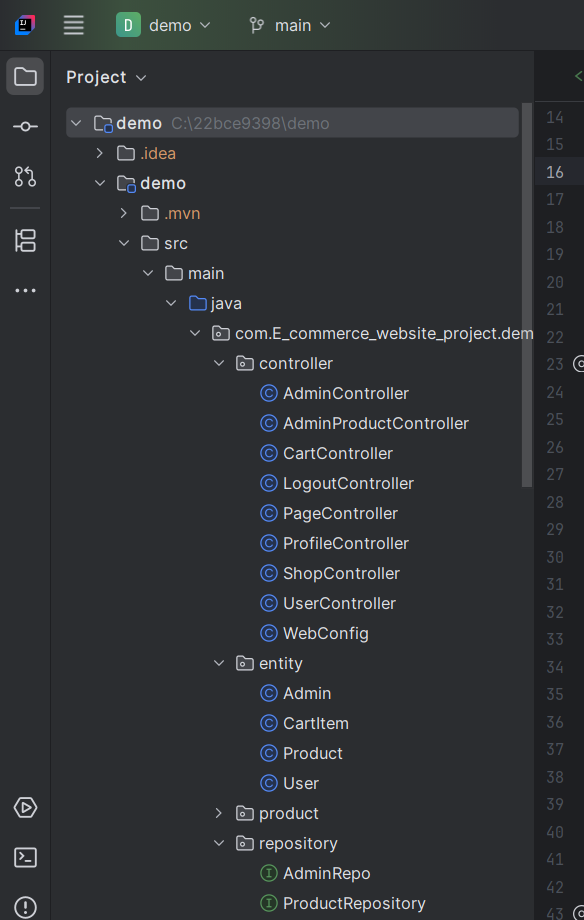 D demo main
Project
demo C:\22bce9398\demo
.idea
demo
.mvn
src
main
java
com.E_commerce_website_project.dem
controller
AdminController
AdminProductController
CartController
LogoutController
PageController
ProfileController
ShopController
UserController
WebConfig
entity
Admin
CartItem
Product
User
product
repository
AdminRepo
ProductRepository
14
15
16
17
18
19
20
21
22
23
24
25
26
27
28
29
30
31
32
33
34
35
36
37
38
39
40
41
42
43